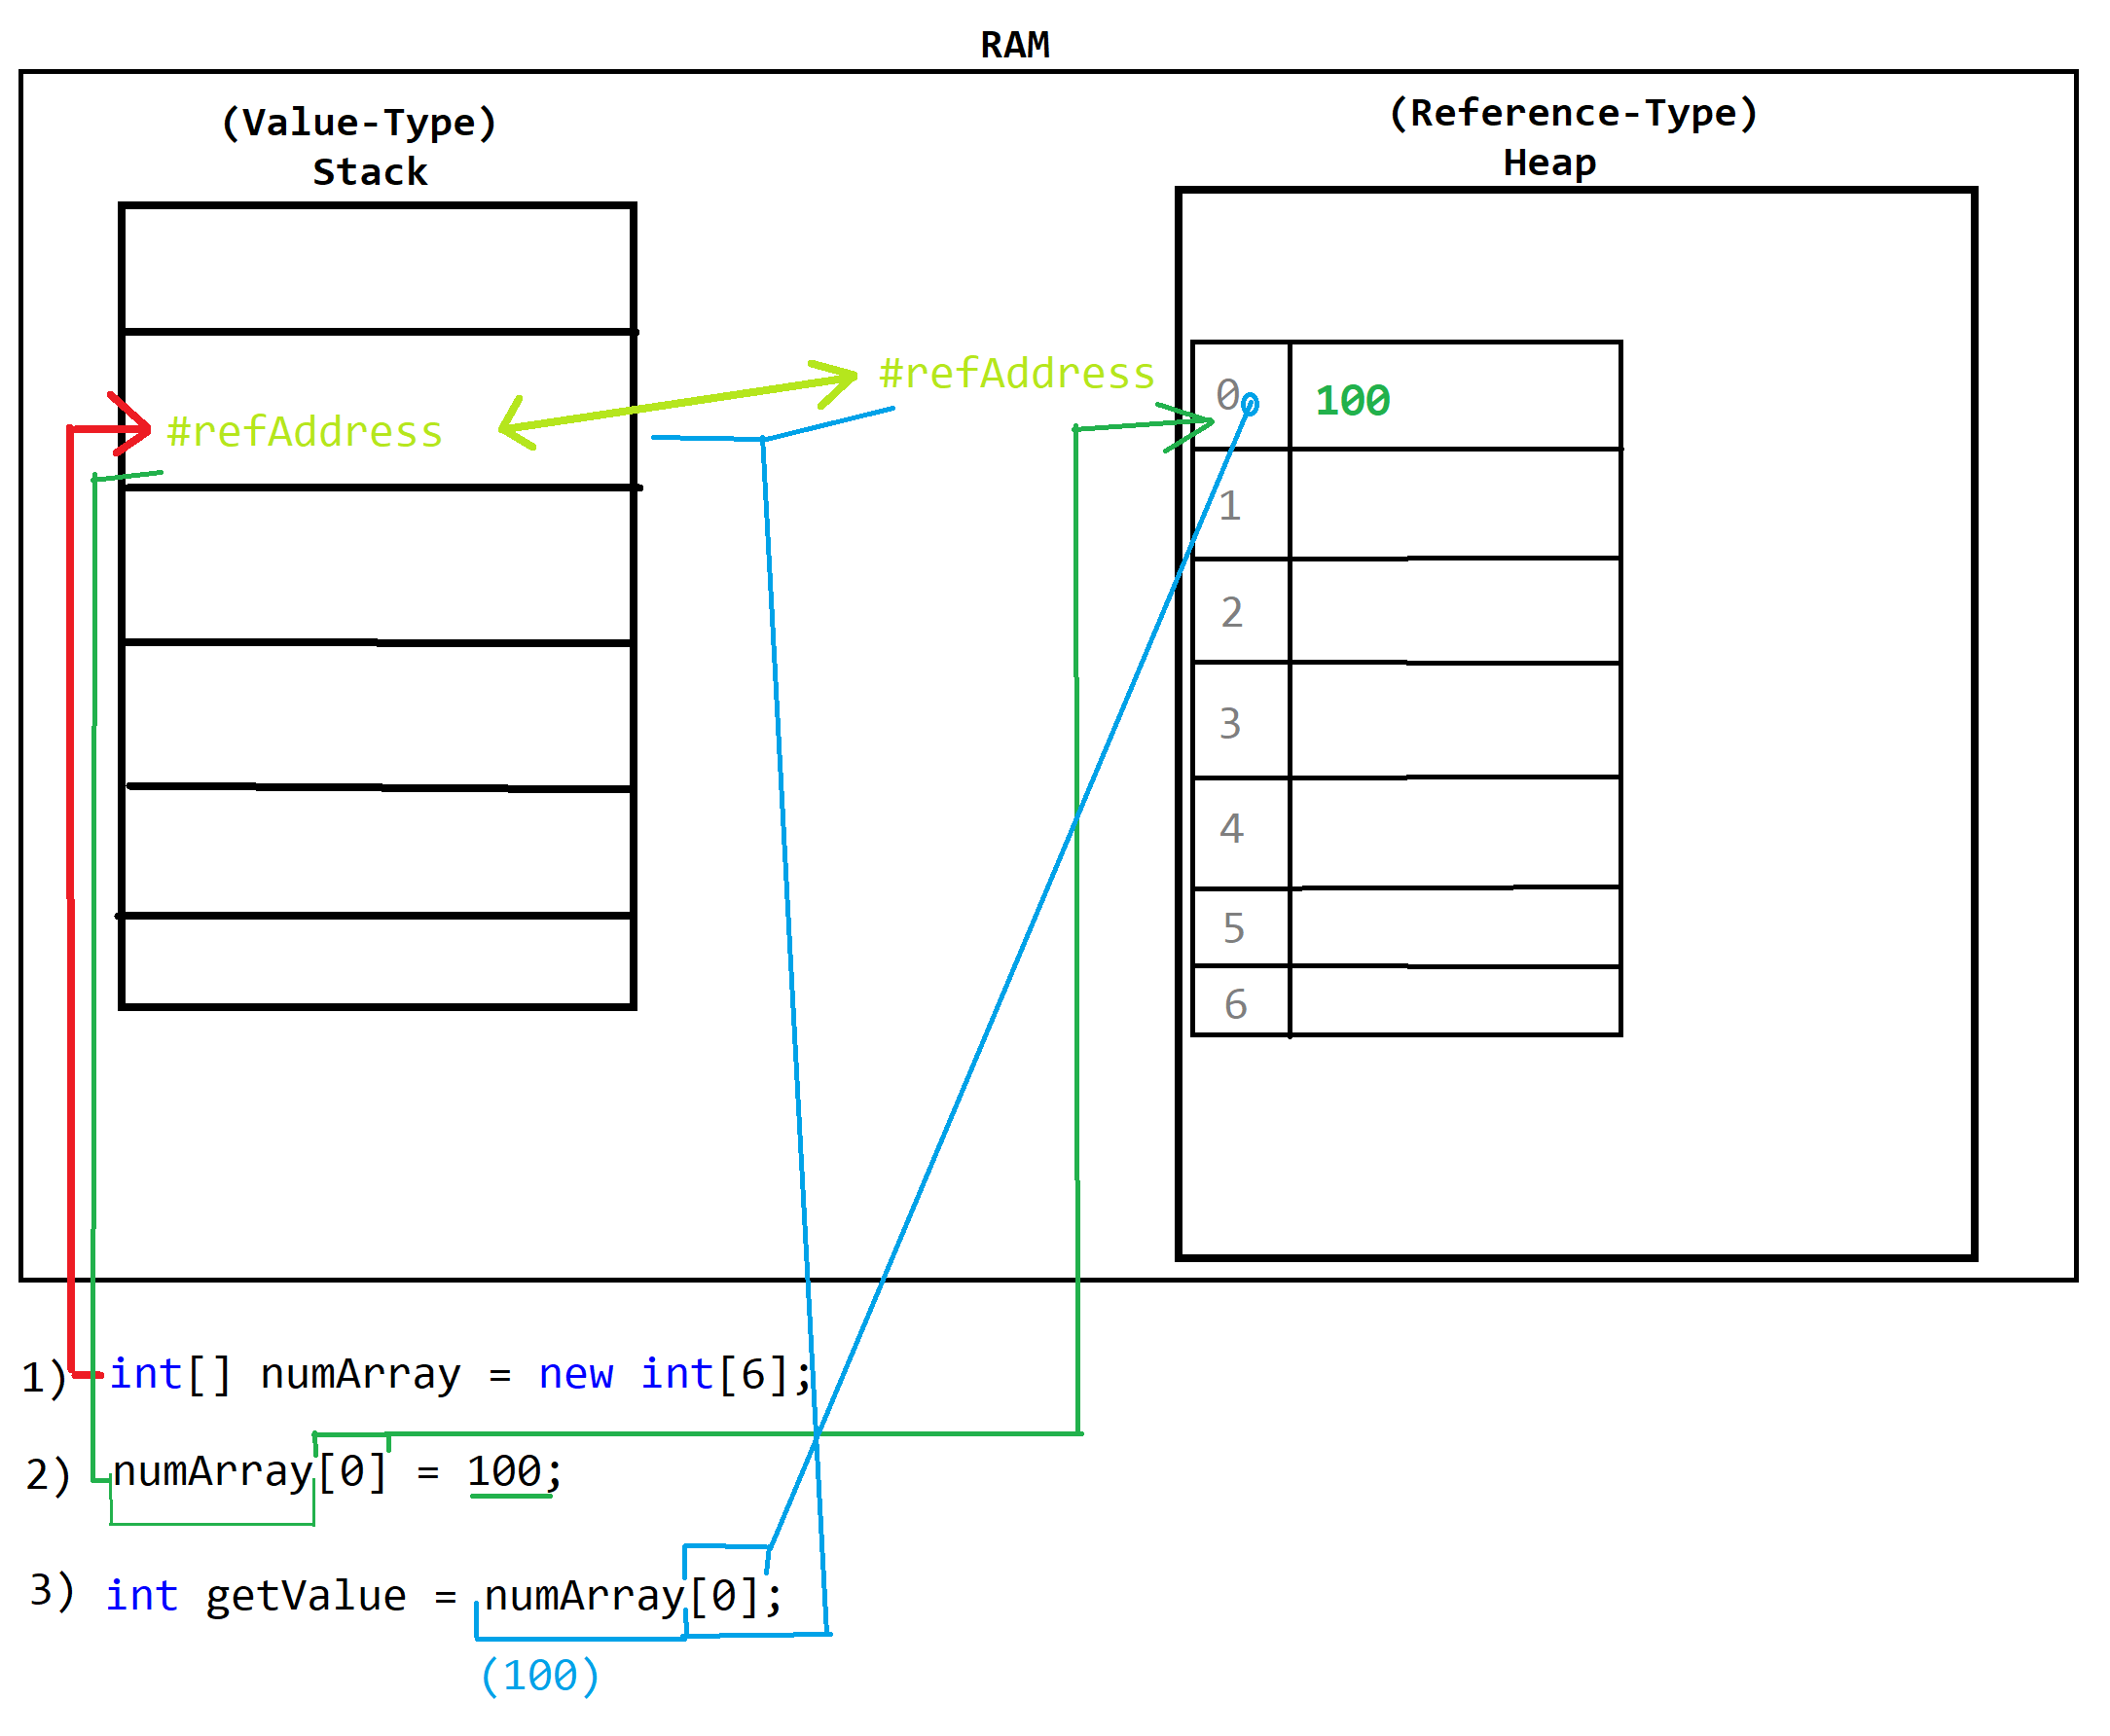 RAM
(Value-Type)
Stack
(Reference-Type)
Heap
#refAddress
#refAddress
0
100
1
2
3
4
5
6
1) int[] numArray = new int[6];
2) numArray[0] = 100;
3) int getValue = numArray[0];
(100)